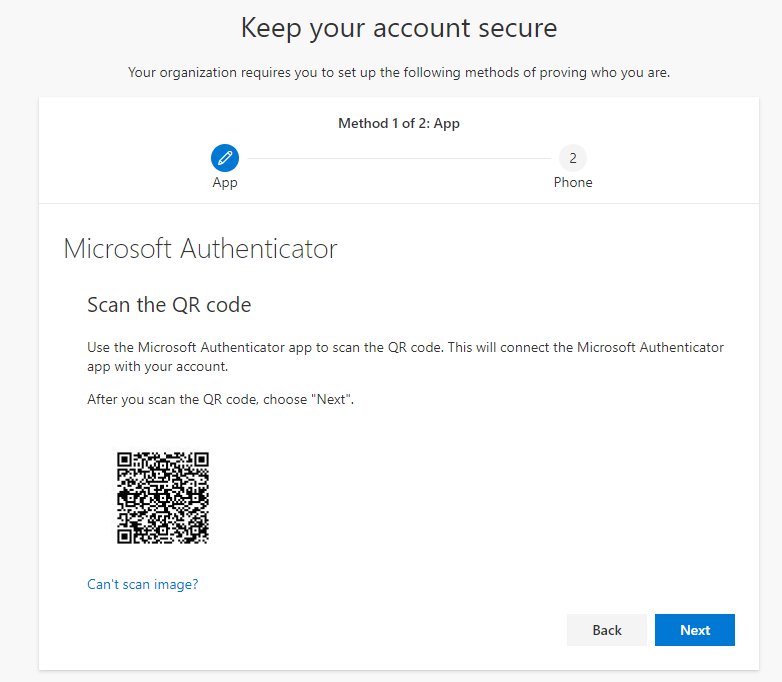 Keep your account secure
Your organization requires you to set up the following methods of proving who you are.
Method 1 of 2: App
2
App
Phone
Microsoft Authenticator
Scan the QR code
Use the Microsoft Authenticator app to scan the QR code. This will connect the Microsoft Authenticator
app with your account.
After you scan the QR code, choose "Next".
Can't scan image?
Back
Next